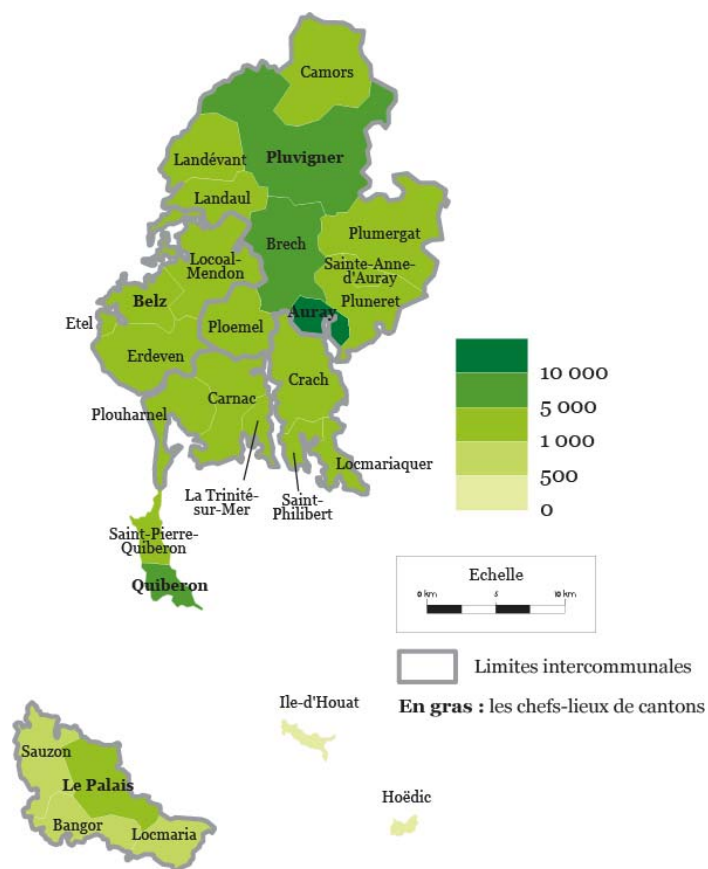 Camors
Landévant
Pluvigner
Landaul
Plumergat
Brech
Locoal-
Mendon
Sainte-Anne-
d'Auray
Belz
Pluneret
Auray
Etel
Ploemel
Erdeven
Crach
Carnac
Plouharnel
Locmariaquer
La Trinité-
sur-Mer
Saint-
Philibert
Saint-Pierre-
Quiberon
Quiberon
10 000
5 000
1 000
500
0
Echelle
0 km
5
10 km
Limites intercommunales
En gras : les chefs-lieux de cantons
Ile-d'Houat
Sauzon
Le Palais
Hoëdic
Bangor
Locmaria